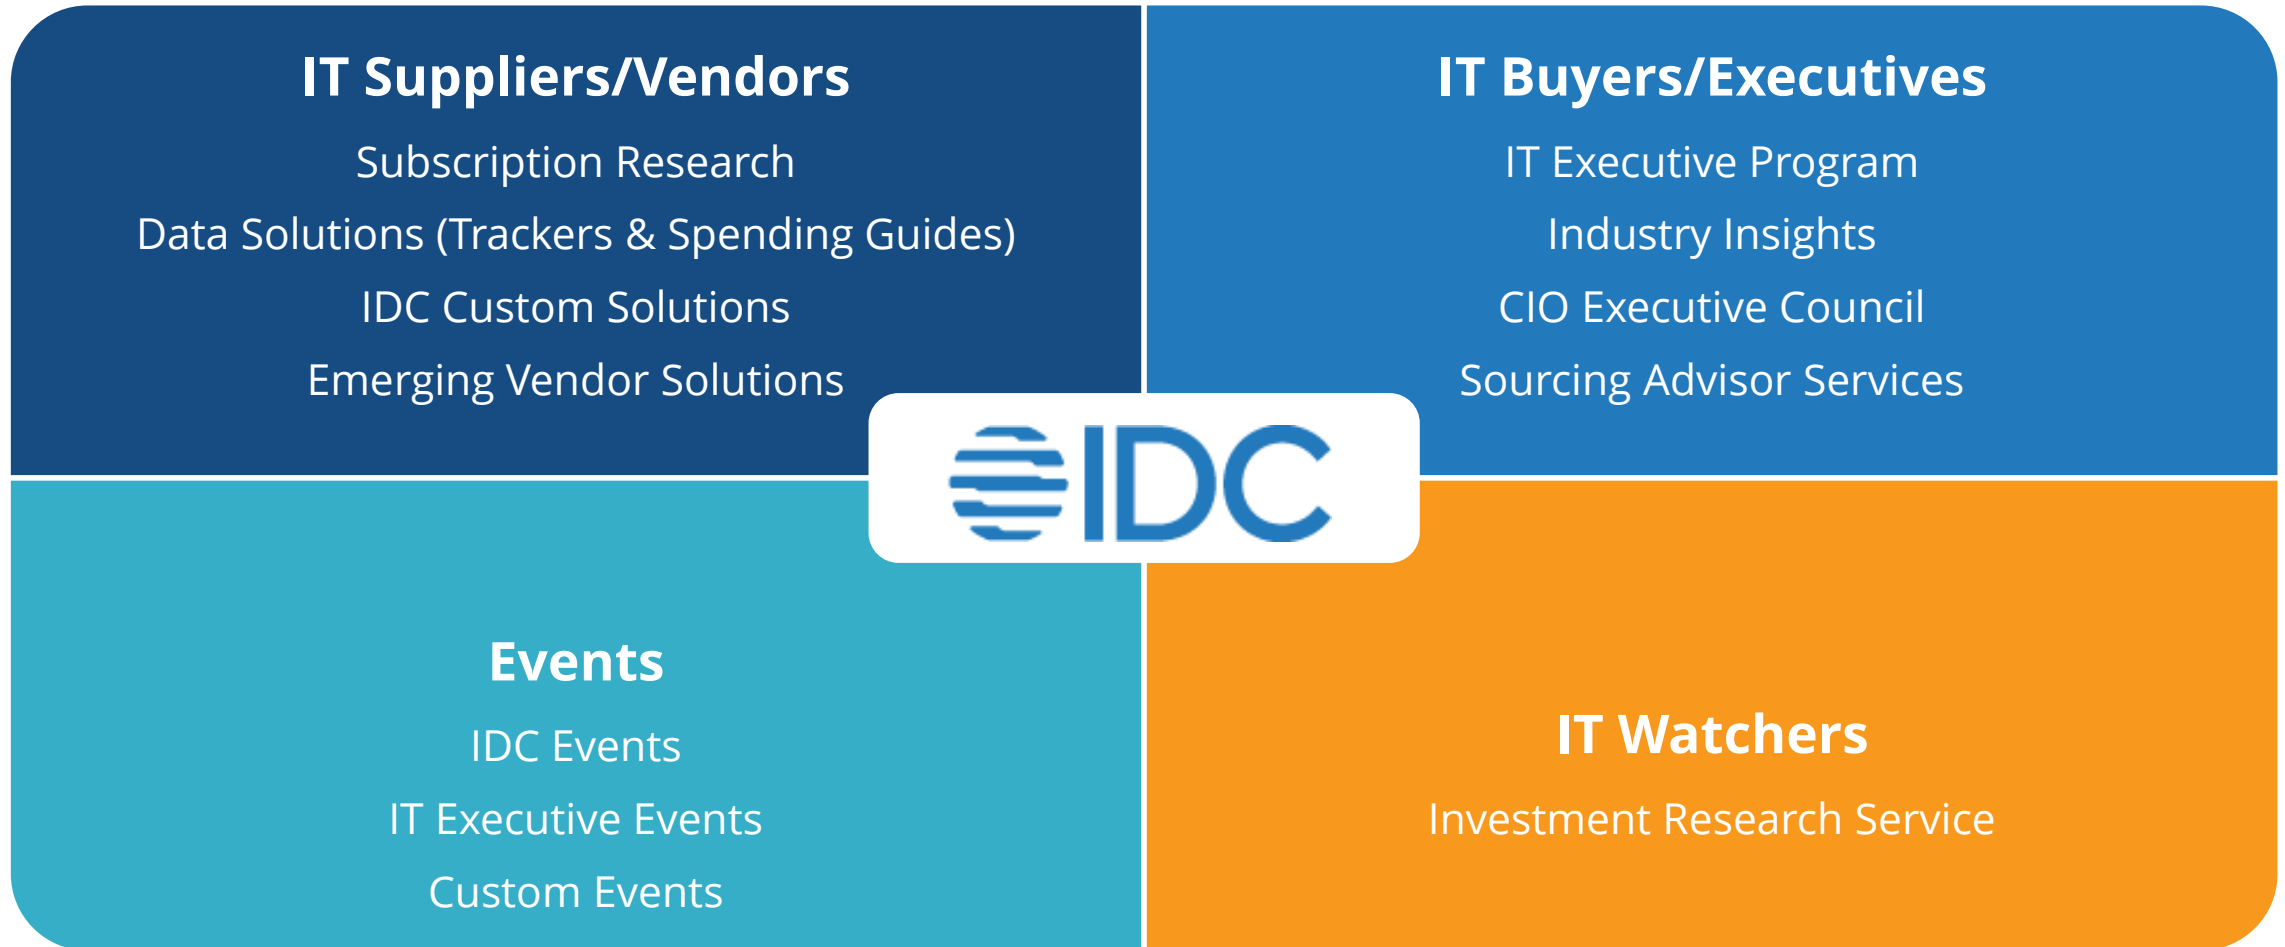 IT Suppliers/Vendors
Subscription Research
Data Solutions (Trackers & Spending Guides)
IDC Custom Solutions
Emerging Vendor Solutions
IT Buyers/Executives
IT Executive Program
Industry Insights
CIO Executive Council
Sourcing Advisor Services
IDC
Events
IDC Events
IT Executive Events
Custom Events
IT Watchers
Investment Research Service